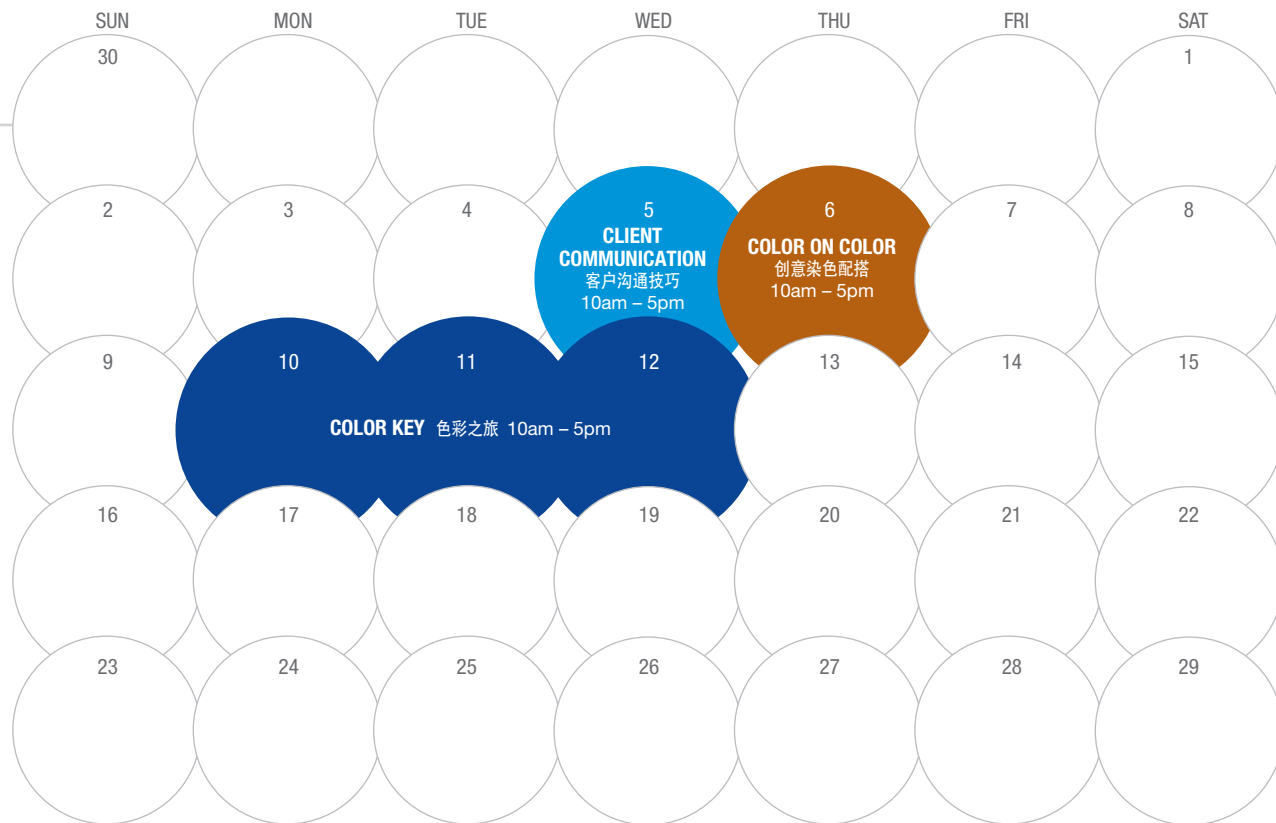 SUN MON TUE WED THU FRI SAT
30 1
2 3 4 5 6 7 8
CLIENT
COMMUNICATION
客户沟通技巧
10am – 5pm
COLOR ON COLOR
创意染色配搭
10am – 5pm
9 10 11 12 13 14 15
COLOR KEY 色彩之旅 10am – 5pm
16 17 18 19 20 21 22
23 24 25 26 27 28 29